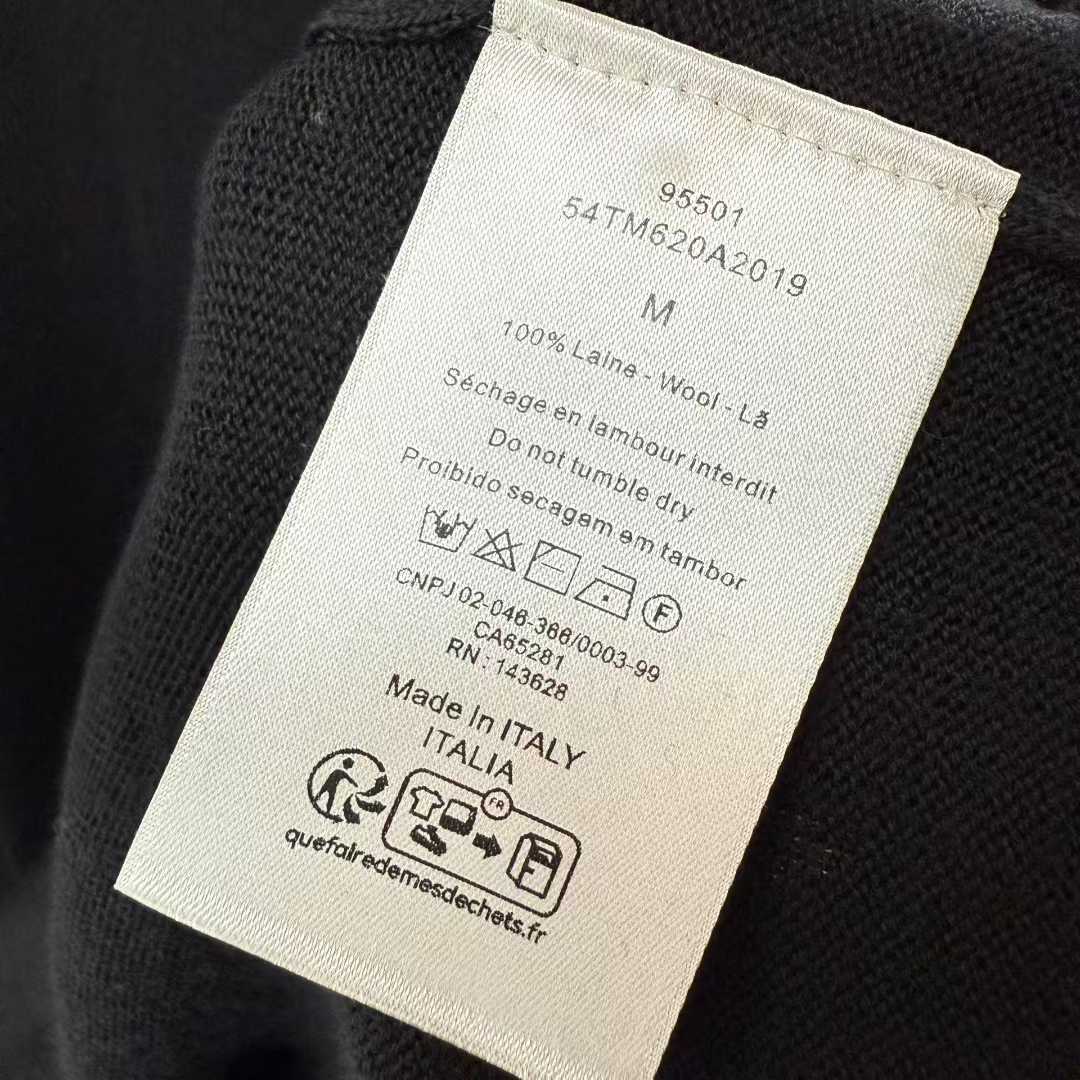 95501
54TM620A2019
M
100% Laine - Wool - Lã
Séchage en tambour interdit
Do not tumble dry
Proibido secagem em tambor
F
CNPJ 02-046-366/0003-99
CA65281
RN : 143628
Made In ITALY
ITALIA
FR
quefairedemesdechets.fr